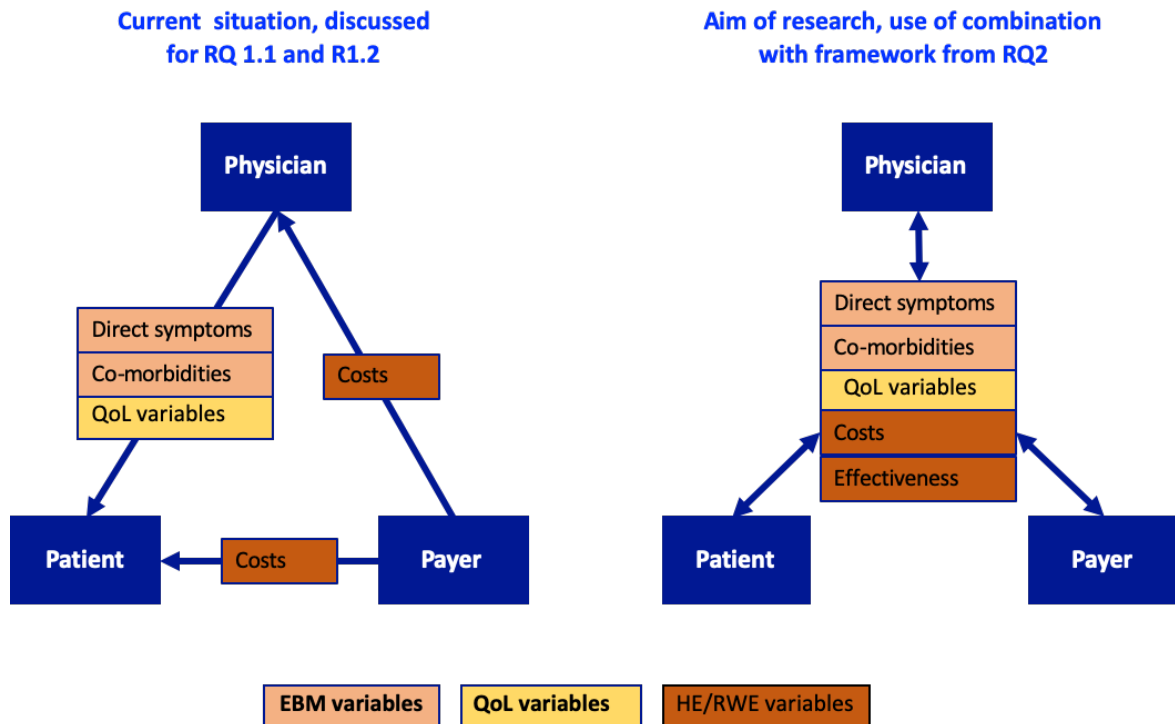 Current situation, discussed
for RQ 1.1 and R1.2
Physician
Direct symptoms
Co-morbidities
QoL variables
Costs
Patient
Costs
Payer
Aim of research, use of combination
with framework from RQ2
Physician
Direct symptoms
Co-morbidities
QoL variables
Costs
Effectiveness
Patient
Payer
EBM variables
QoL variables
HE/RWE variables